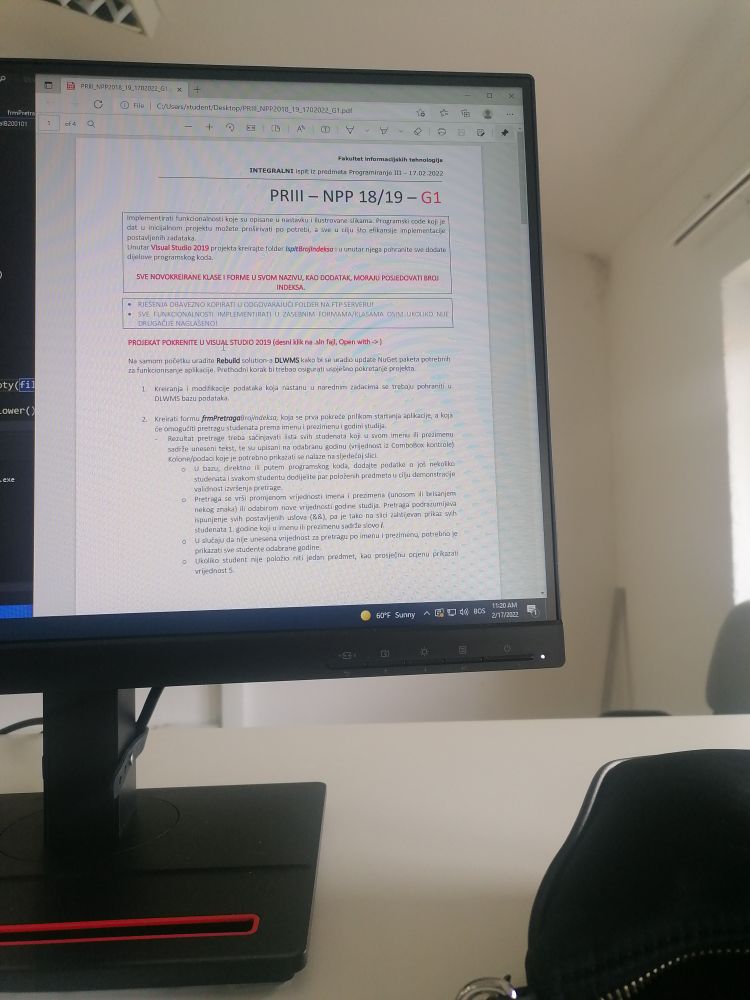 PRIII_NPP2018_19_1702022_G1.
File C:/Users/student/Desktop/PRIII_NPP2018_19_1702022_G1.pdf
frmPretra
1 of 4
Fakultet informacijskih tehnologija
INTEGRALNI ispit iz predmeta Programiranje III – 17.02.2022
PRIII – NPP 18/19 – G1
Implementirati funkcionalnosti koje su opisane u nastavku i ilustrovane slikama. Programski code koji je
dat u inicijalnom projektu možete proširivati po potrebi, a sve u cilju što efikasnije implementacije
postavljenih zadataka.
Unutar Visual Studio 2019 projekta kreirajte folder IspitBrojIndeksa i u unutar njega pohranite sve dodate
dijelove programskog koda.
SVE NOVOKREIRANE KLASE I FORME U SVOM NAZIVU, KAO DODATAK, MORAJU POSJEDOVATI BROJ
INDEKSA.
• RJEŠENJA OBAVEZNO KOPIRATI U ODGOVARAJUĆI FOLDER NA FTP SERVERU!
• SVE FUNKCIONALNOSTI IMPLEMENTIRATI U ZASEBNIM FORMAMA/KLASAMA OSIM UKOLIKO NIJE
DRUGAČIJE NAGLAŠENO!
PROJEKAT POKRENITE U VISUAL STUDIO 2019 (desni klik na .sln fajl, Open with -> )
Na samom početku uradite Rebuild solution-a DLWMS kako bi se uradio update NuGet paketa potrebnih
za funkcionisanje aplikacije. Prethodni korak bi trebao osigurati uspješno pokretanje projekta.
1. Kreiranja i modifikacije podataka koja nastanu u narednim zadacima se trebaju pohraniti u
DLWMS bazu podataka.
2. Kreirati formu frmPretragaBrojIndeksa, koja se prva pokreće prilikom startanja aplikacije, a koja
će omogućiti pretragu studenata prema imenu i prezimenu i godini studija.
- Rezultat pretrage treba sačinjavati lista svih studenata koji u svom imenu ili prezimenu
sadrže uneseni tekst, te su upisani na odabranu godinu (vrijednost iz ComboBox kontrole)
Kolone/podaci koje je potrebno prikazati se nalaze na sljedećoj slici.
o U bazu, direktno ili putem programskog koda, dodajte podatke o još nekoliko
studenata i svakom studentu dodijelite par položenih predmeta u cilju demonstracije
validnost izvršenja pretrage.
o Pretraga se vrši promjenom vrijednosti imena i prezimena (unosom ili brisanjem
nekog znaka) ili odabirom nove vrijednosti godine studija. Pretraga podrazumijeva
ispunjenje svih postavljenih uslova (&&), pa je tako na slici zahtijevan prikaz svih
studenata 1. godine koji u imenu ili prezimenu sadrže slovo i.
o U slučaju da nije unesena vrijednost za pretragu po imenu i prezimenu, potrebno je
prikazati sve studente odabrane godine.
o Ukoliko student nije položio niti jedan predmet, kao prosječnu ocjenu prikazati
vrijednost 5.
pty(fil
Lower()
.exe
60°F Sunny
BOS
11:20 AM
2/17/2022